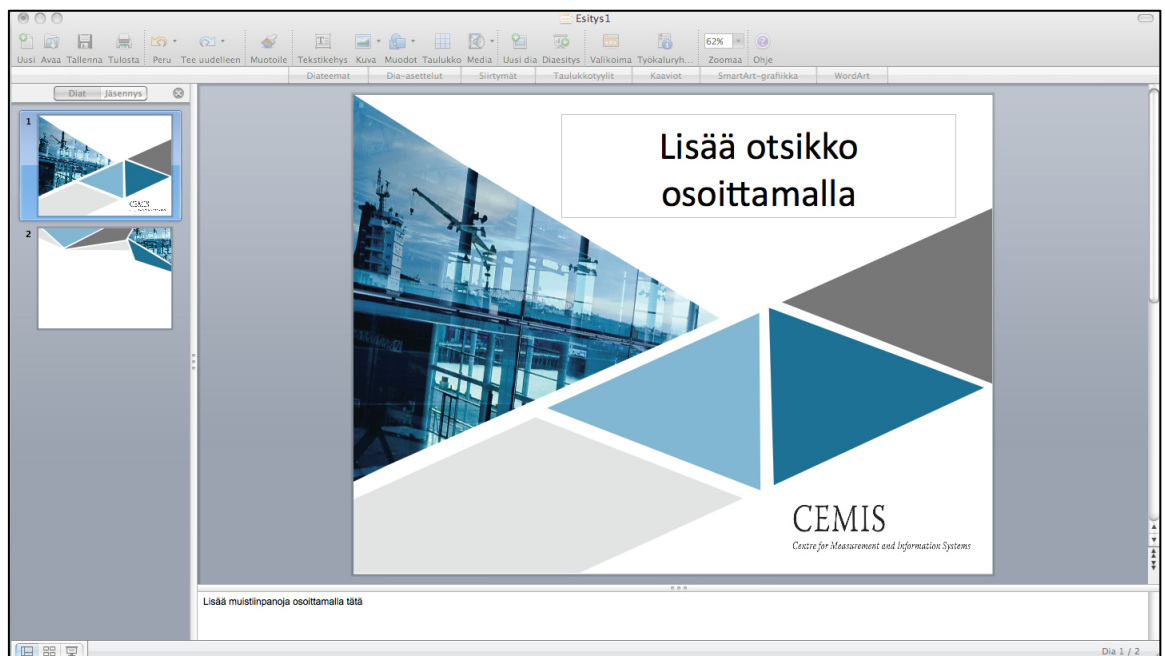 Esitys1
Uusi Avaa Tallenna Tulosta Peru Tee uudelleen Muotoile Tekstikehys Kuva Muodot Taulukko Media Uusi dia Diaesitys Valikoima Työkaluryh... Zoomaa Ohje
62%
Diateemat Dia-asettelut Siirtymät Taulukkotyylit Kaaviot SmartArt-grafiikka WordArt
Diat Jäsennys
1
CEMIS
2
Lisää otsikko
osoittamalla
CEMIS
Centre for Measurement and Information Systems
Lisää muistiinpanoja osoittamalla tätä
Dia 1 / 2